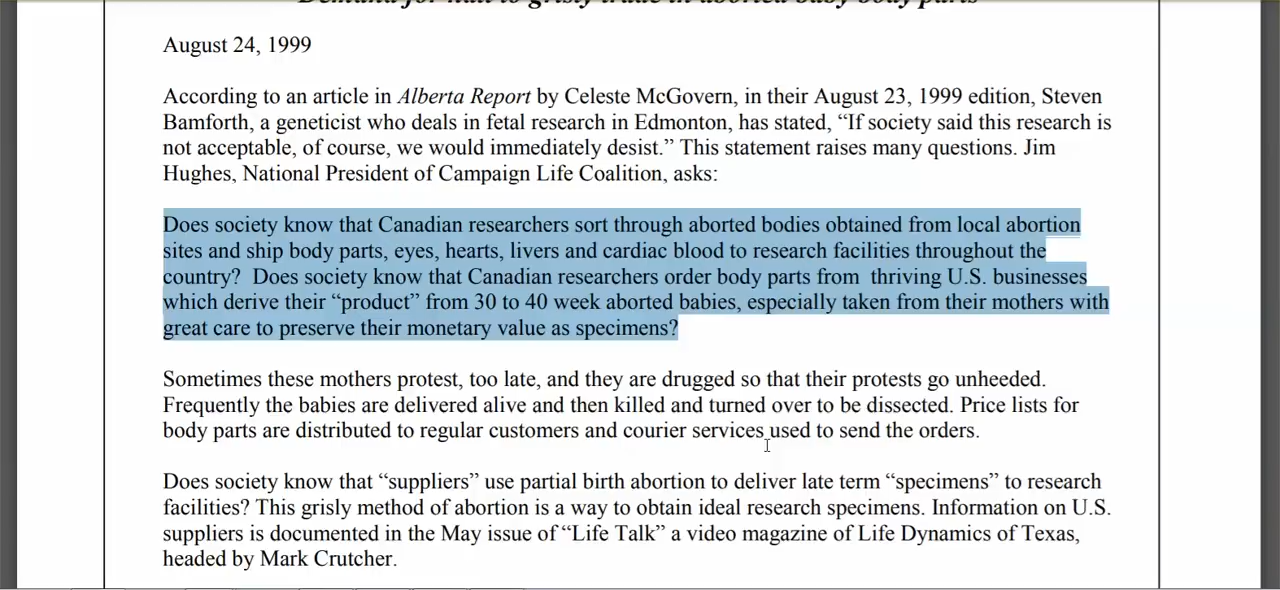 Demand for halt to grisly trade in aborted baby body parts
August 24, 1999
According to an article in Alberta Report by Celeste McGovern, in their August 23, 1999 edition, Steven
Bamforth, a geneticist who deals in fetal research in Edmonton, has stated, “If society said this research is
not acceptable, of course, we would immediately desist.” This statement raises many questions. Jim
Hughes, National President of Campaign Life Coalition, asks:
Does society know that Canadian researchers sort through aborted bodies obtained from local abortion
sites and ship body parts, eyes, hearts, livers and cardiac blood to research facilities throughout the
country?  Does society know that Canadian researchers order body parts from  thriving U.S. businesses
which derive their “product” from 30 to 40 week aborted babies, especially taken from their mothers with
great care to preserve their monetary value as specimens?
Sometimes these mothers protest, too late, and they are drugged so that their protests go unheeded.
Frequently the babies are delivered alive and then killed and turned over to be dissected. Price lists for
body parts are distributed to regular customers and courier services used to send the orders.
Does society know that “suppliers” use partial birth abortion to deliver late term “specimens” to research
facilities? This grisly method of abortion is a way to obtain ideal research specimens. Information on U.S.
suppliers is documented in the May issue of “Life Talk” a video magazine of Life Dynamics of Texas,
headed by Mark Crutcher.